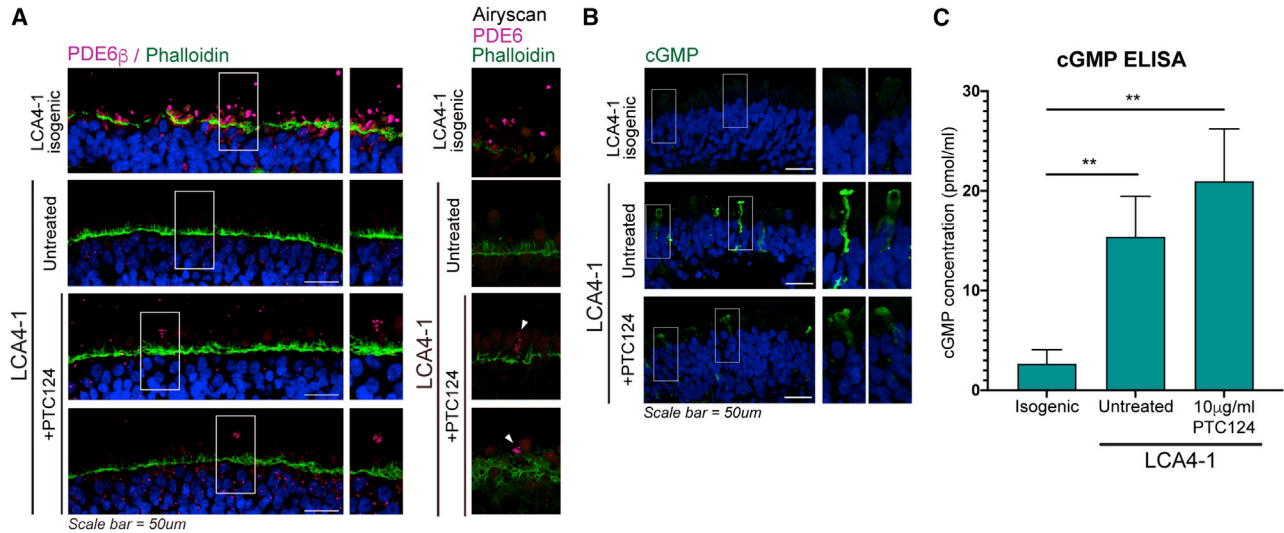 A
PDE6β / Phalloidin
LCA4-1
isogenic
LCA4-1
Untreated
+PTC124
Scale bar = 50um
Airyscan
PDE6
Phalloidin
LCA4-1
isogenic
LCA4-1
Untreated
+PTC124
B
cGMP
LCA4-1
isogenic
LCA4-1
Untreated
+PTC124
Scale bar = 50um
C
cGMP ELISA
cGMP concentration (pmol/ml)
30
20
10
0
**
**
Isogenic
Untreated
10µg/ml
PTC124
LCA4-1